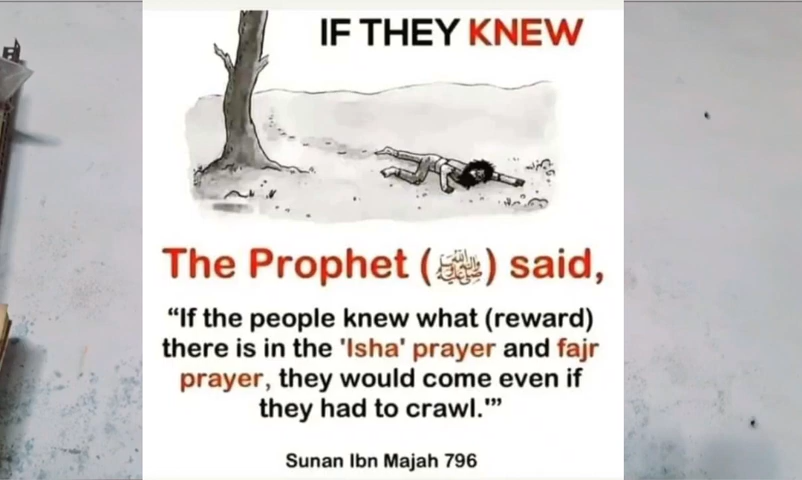 IF THEY KNEW
The Prophet (ﷺ) said,
“If the people knew what (reward)
there is in the 'Isha' prayer and fajr
prayer, they would come even if
they had to crawl.'”
Sunan Ibn Majah 796